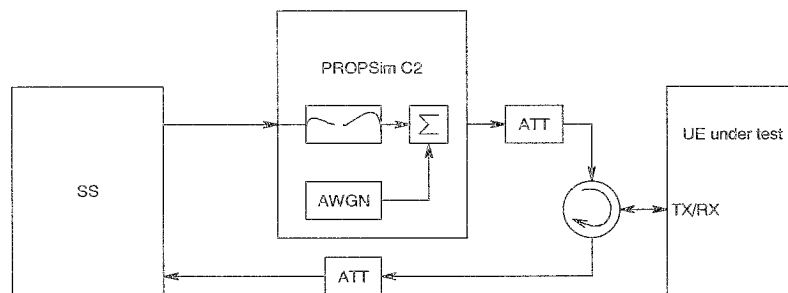 PROPSim C2
ATT
UE under test
Σ
SS
AWGN
TX/RX
ATT